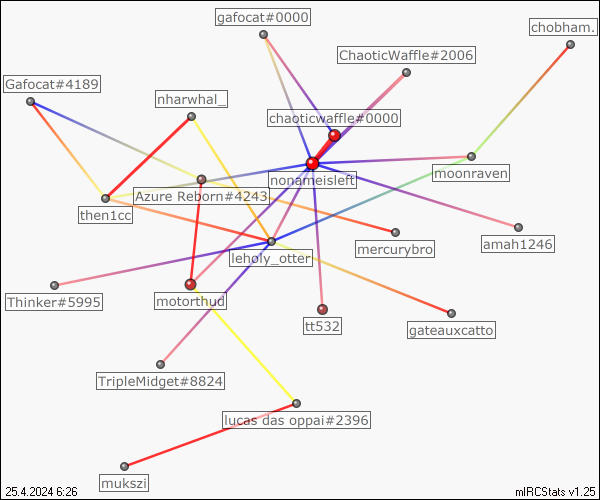 gafocat#0000
chobham.
ChaoticWaffle#2006
Gafocat#4189
nharwhal_
chaoticwaffle#0000
moonraven
nonameisleft
Azure Reborn#4243
then1cc
amah1246
mercurybro
leholy_otter
Thinker#5995
motorthud
tt532
gateauxcatto
TripleMidget#8824
lucas das oppai#2396
mukszi
25.4.2024 6:26
mIRCStats v1.25